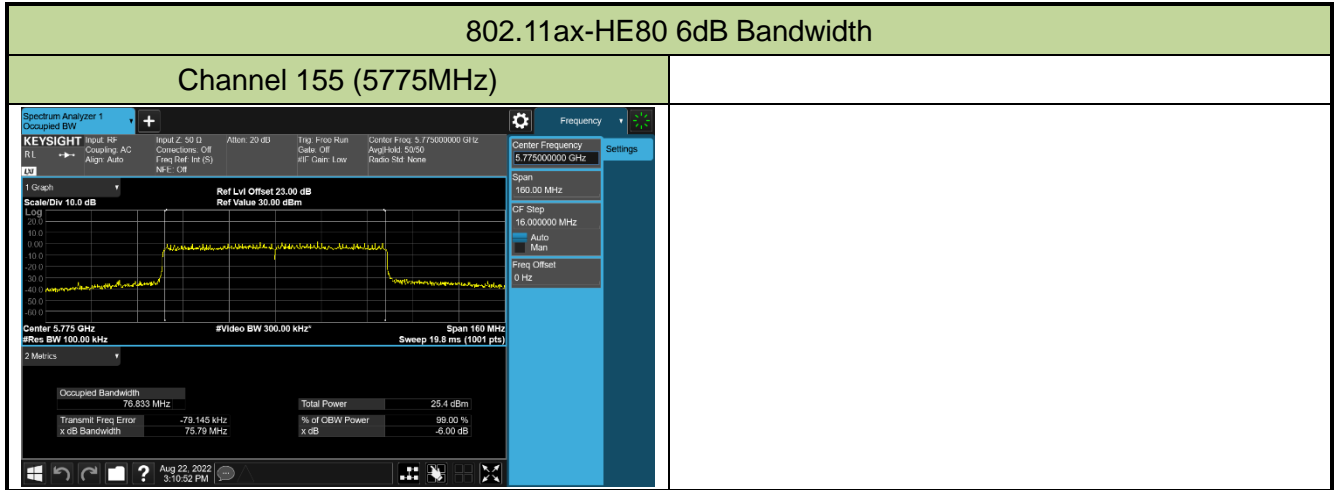 802.11ax-HE80 6dB Bandwidth
Channel 155 (5775MHz)
Spectrum Analyzer 1
Occupied BW
+
Frequency
KEYSIGHT
RL
LXI
Input: RF
Coupling: AC
Align: Auto
Input Z: 50 Ω
Corrections: Off
Freq Ref: Int (S)
NFE: Off
Atten: 20 dB
Trig: Free Run
Gate: Off
#IF Gain: Low
Center Freq: 5.775000000 GHz
Avg|Hold: 50/50
Radio Std: None
Center Frequency
5.775000000 GHz
Settings
Span
160.00 MHz
CF Step
16.000000 MHz
Auto
Man
Freq Offset
0 Hz
1 Graph
Scale/Div 10.0 dB
Ref Lvl Offset 23.00 dB
Ref Value 30.00 dBm
Log
20.0
10.0
0.00
-10.0
-20.0
-30.0
-40.0
-50.0
-60.0
Center 5.775 GHz
#Video BW 300.00 kHz*
Span 160 MHz
#Res BW 100.00 kHz
Sweep 19.8 ms (1001 pts)
2 Metrics
Occupied Bandwidth
76.833 MHz
Total Power 25.4 dBm
Transmit Freq Error -79.145 kHz
% of OBW Power 99.00 %
x dB Bandwidth 75.79 MHz
x dB -6.00 dB
?
Aug 22, 2022
3:10:52 PM